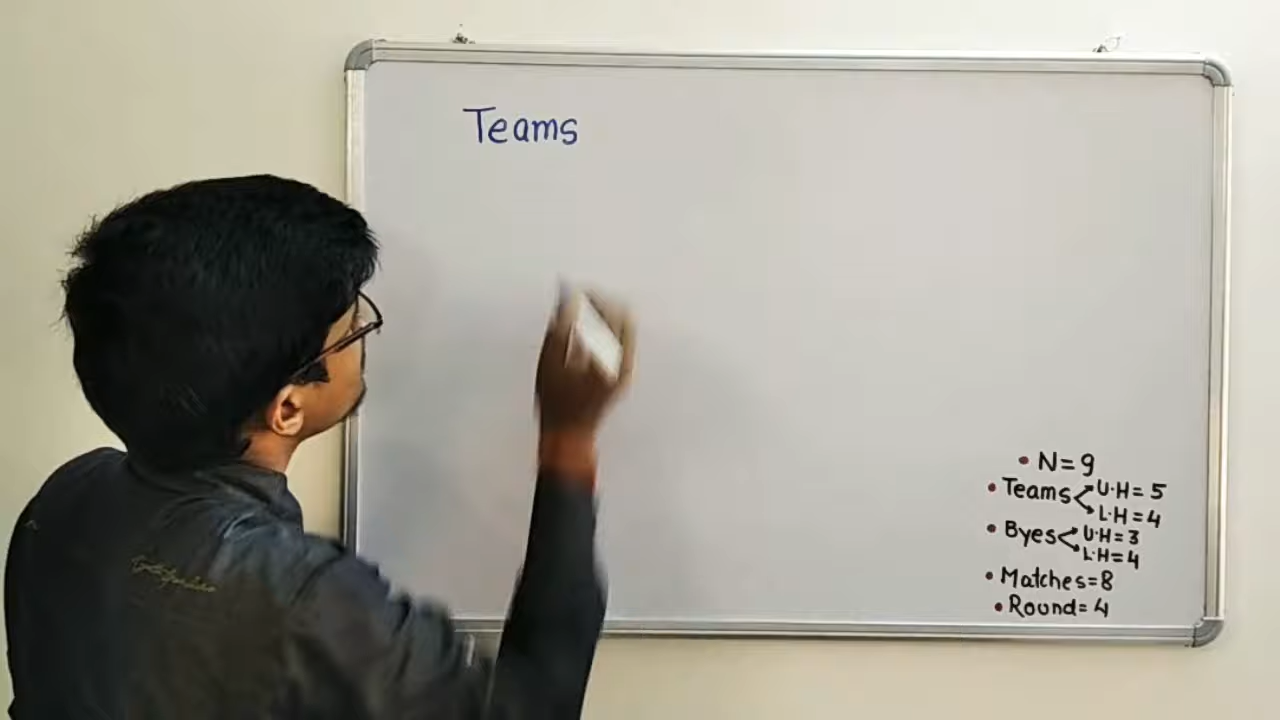 Teams
• N=9
• Teams U·H=5
L·H=4
• Byes U·H=3
L·H=4
• Matches=8
• Round=4